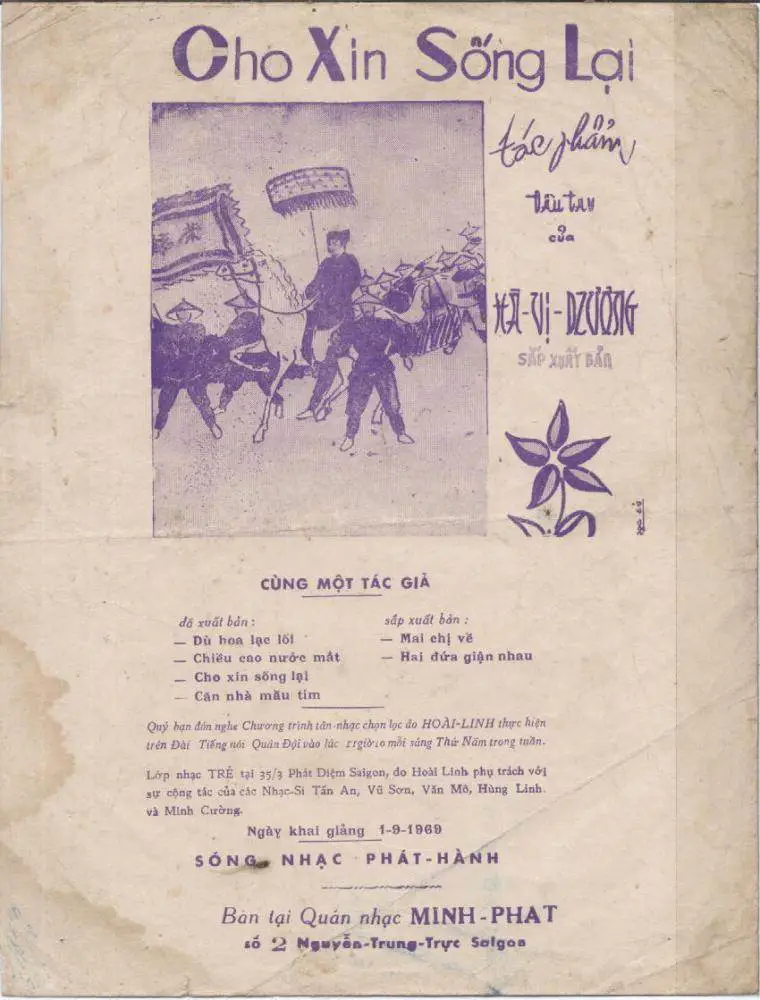 Cho Xin Sống Lại
tác phẩm
đầu tay
của
HÀ-VỊ-DZƯƠNG
SẮP XUẤT BẢN
CÙNG MỘT TÁC GIẢ
đã xuất bản :
— Dù hoa lạc lối
— Chiều cao nước mắt
— Cho xin sống lại
— Căn nhà mầu tím
sắp xuất bản :
— Mai chị về
— Hai đứa giận nhau
Quý bạn đón nghe Chương trình tân-nhạc chọn lọc do HOÀI-LINH thực hiện
trên Đài Tiếng nói Quân Đội vào lúc 11giờ10 mỗi sáng Thứ Năm trong tuần.
Lớp nhạc TRẺ tại 35/3 Phát Diệm Saigon, do Hoài Linh phụ trách với
sự cộng tác của các Nhạc-Sĩ Tấn An, Vũ Sơn, Văn Mô, Hùng Linh
và Minh Cường.
Ngày khai giảng 1-9-1969
SÓNG NHẠC PHÁT-HÀNH
Bán tại Quán nhạc MINH-PHAT
số 2 Nguyễn-Trung-Trực Saigon